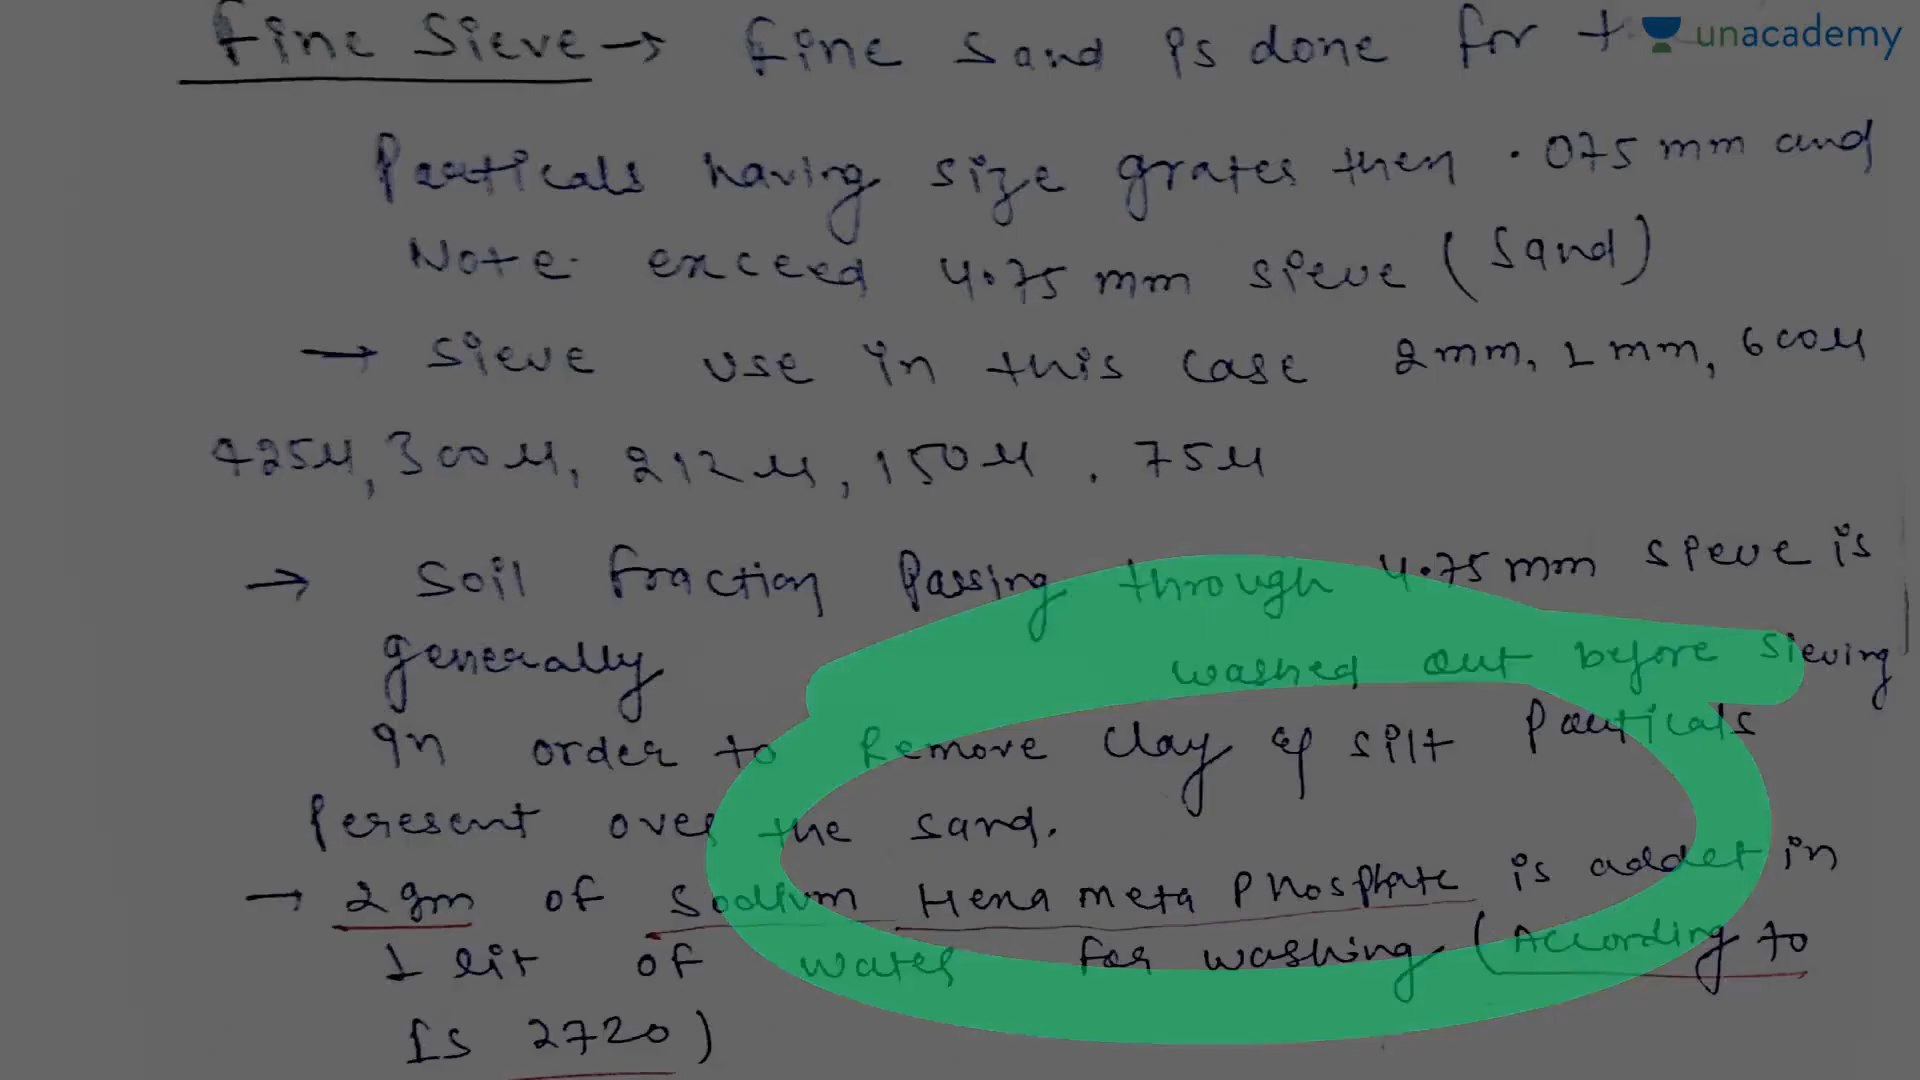 Fine Sieve → Fine Sand is done for unacademy
Particals having size grater then .075 mm and
Note exceed 4.75 mm sieve (Sand)
→ sieve use in this case 2mm, 1mm, 600µ
425µ, 300µ, 212µ, 150µ, 75µ
→ Soil fraction Passing through 4.75 mm sieve is
generally washed out before sieving
in order to Remove clay & silt Particals
Peresent over the sand.
→ 2gm of Sodium Hexa meta Phosphate is addet in
1 lit of water for washing (According to
IS 2720)